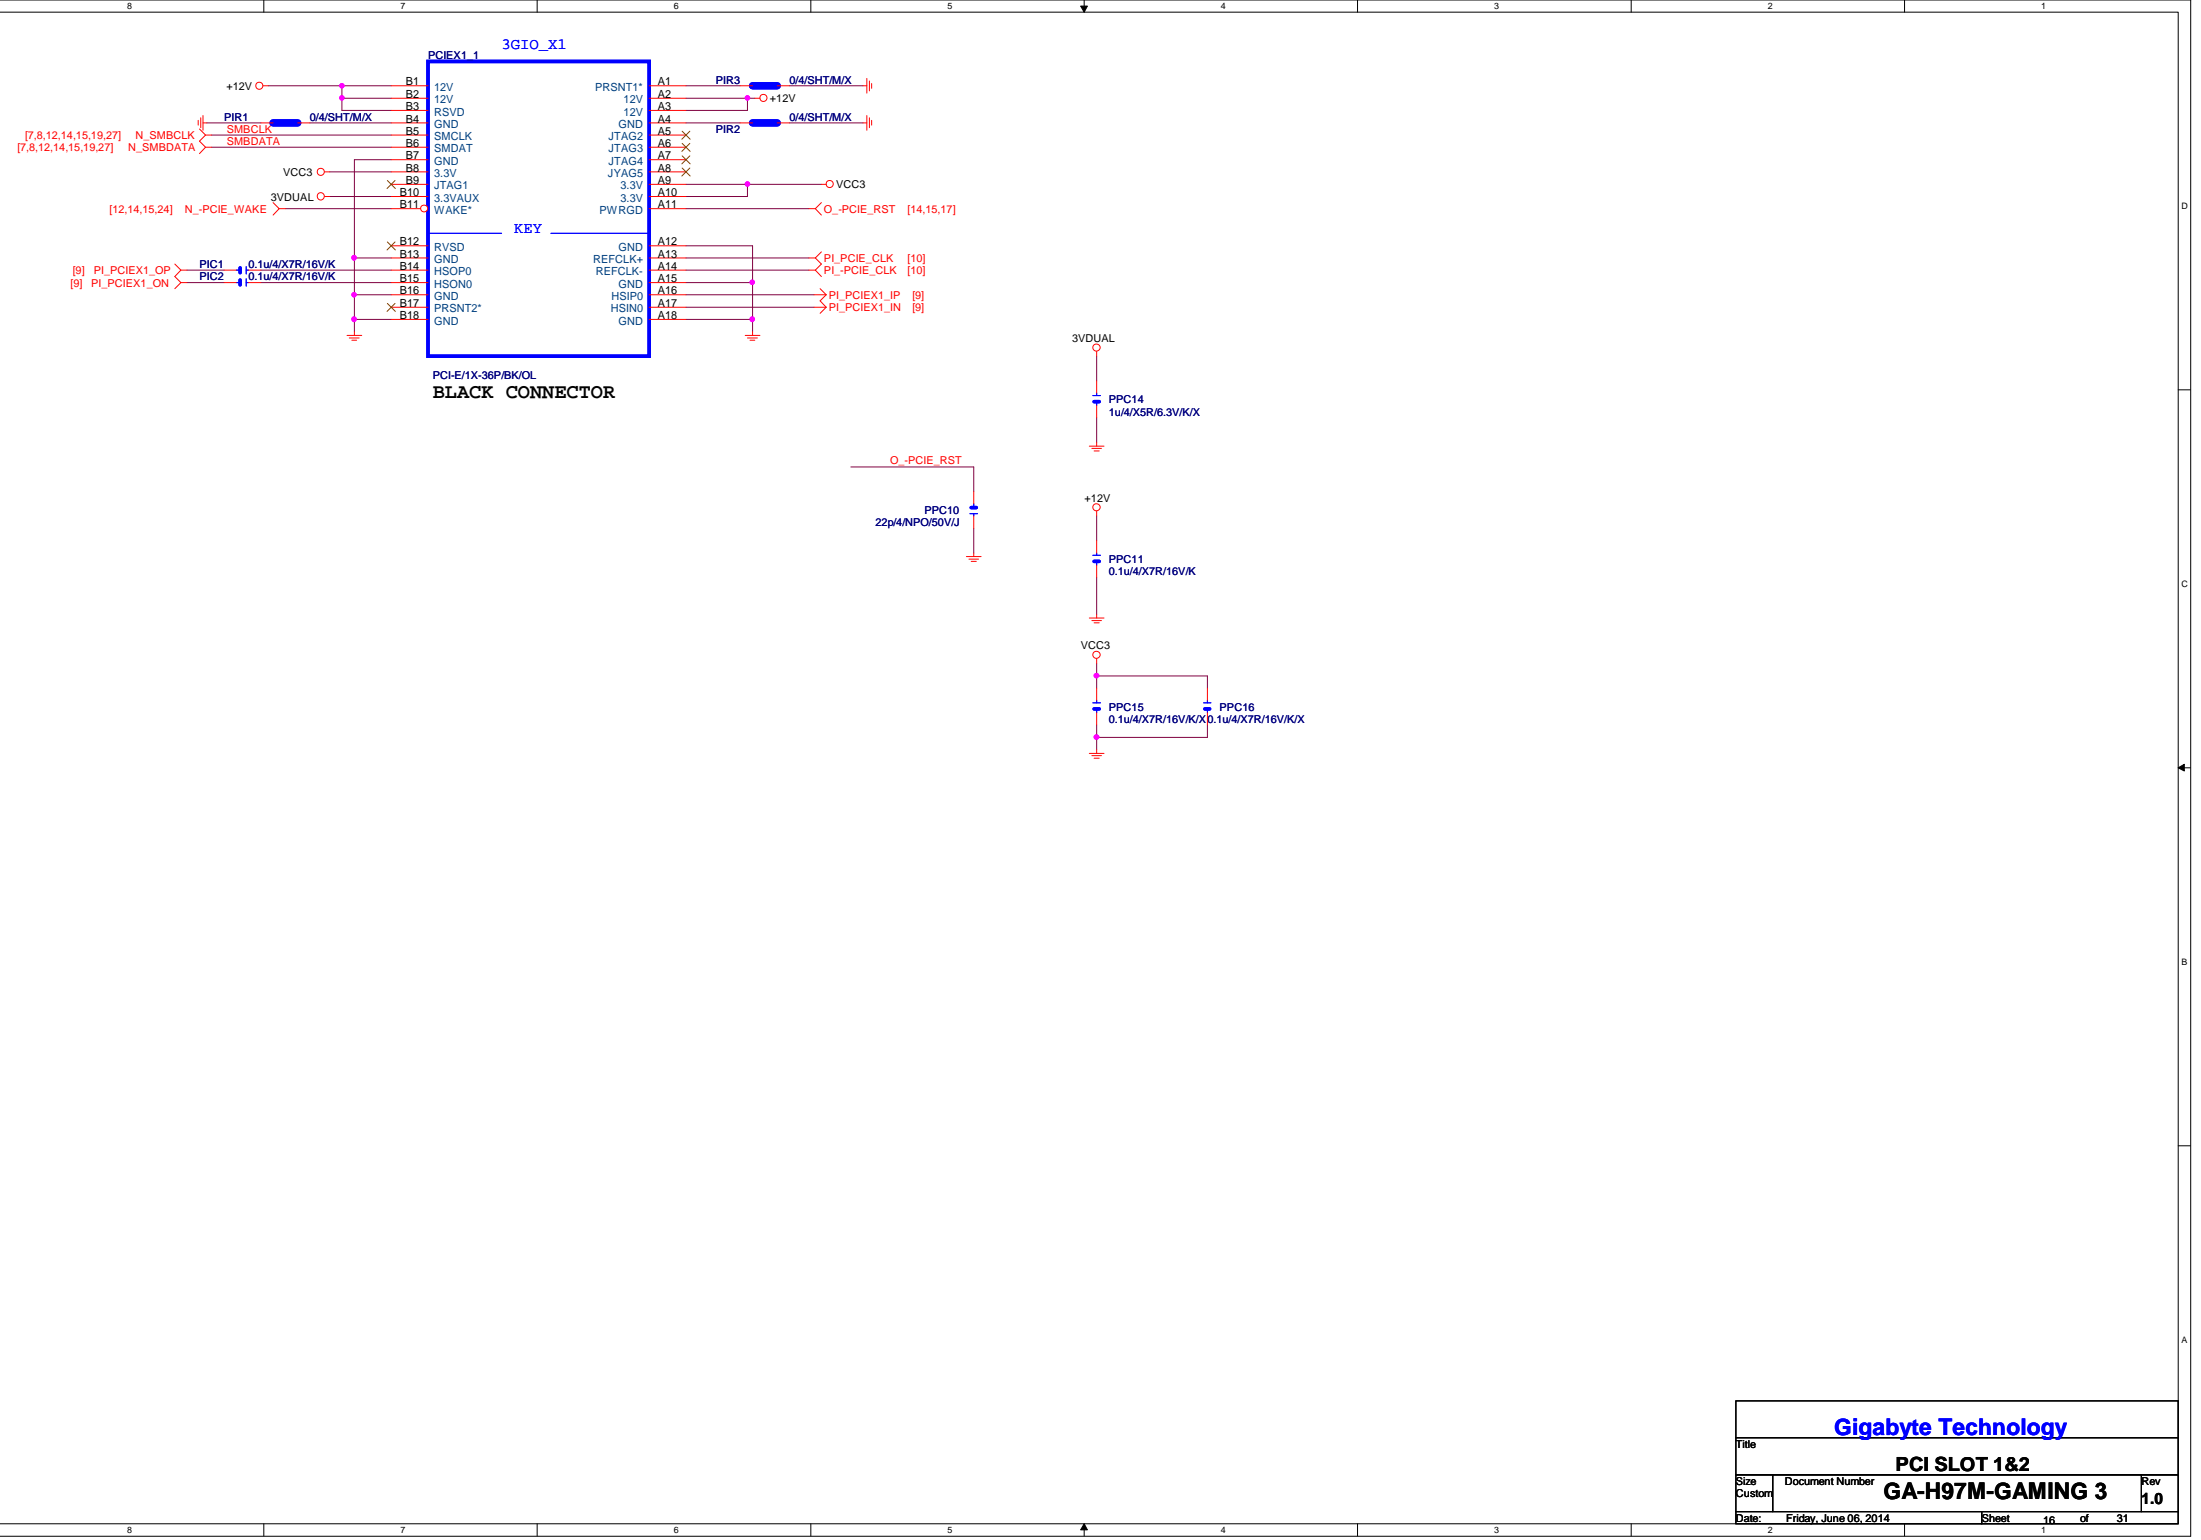 8 7 6 5 4 3 2 1
3GIO_X1
PCIEX1_1
+12V B1 12V PRSNT1* A1 PIR3 0/4/SHT/M/X
B2 12V 12V A2 +12V
B3 RSVD 12V A3
PIR1 0/4/SHT/M/X B4 GND GND A4 PIR2 0/4/SHT/M/X
[7,8,12,14,15,19,27] N_SMBCLK SMBCLK B5 SMCLK JTAG2 A5
[7,8,12,14,15,19,27] N_SMBDATA SMBDATA B6 SMDAT JTAG3 A6
B7 GND JTAG4 A7
VCC3 B8 3.3V JYAG5 A8
B9 JTAG1 3.3V A9 VCC3
3VDUAL B10 3.3VAUX 3.3V A10
[12,14,15,24] N_-PCIE_WAKE B11 WAKE* PWRGD A11 O_-PCIE_RST [14,15,17]
D
KEY
B12 RVSD GND A12
B13 GND REFCLK+ A13 PI_PCIE_CLK [10]
[9] PI_PCIEX1_OP PIC1 0.1u/4/X7R/16V/K B14 HSOP0 REFCLK- A14 PI_-PCIE_CLK [10]
[9] PI_PCIEX1_ON PIC2 0.1u/4/X7R/16V/K B15 HSON0 GND A15
B16 GND HSIP0 A16 PI_PCIEX1_IP [9]
B17 PRSNT2* HSIN0 A17 PI_PCIEX1_IN [9]
B18 GND GND A18
PCI-E/1X-36P/BK/OL
BLACK CONNECTOR
3VDUAL
PPC14
1u/4/X5R/6.3V/K/X
O_-PCIE_RST
PPC10
22p/4/NPO/50V/J
+12V
PPC11
0.1u/4/X7R/16V/K
C
VCC3
PPC15 PPC16
0.1u/4/X7R/16V/K/X 0.1u/4/X7R/16V/K/X
B
A
Gigabyte Technology
Title
PCI SLOT 1&2
Size Document Number Rev
Custom GA-H97M-GAMING 3 1.0
Date: Friday, June 06, 2014 Sheet 16 of 31
8 7 6 5 4 3 2 1